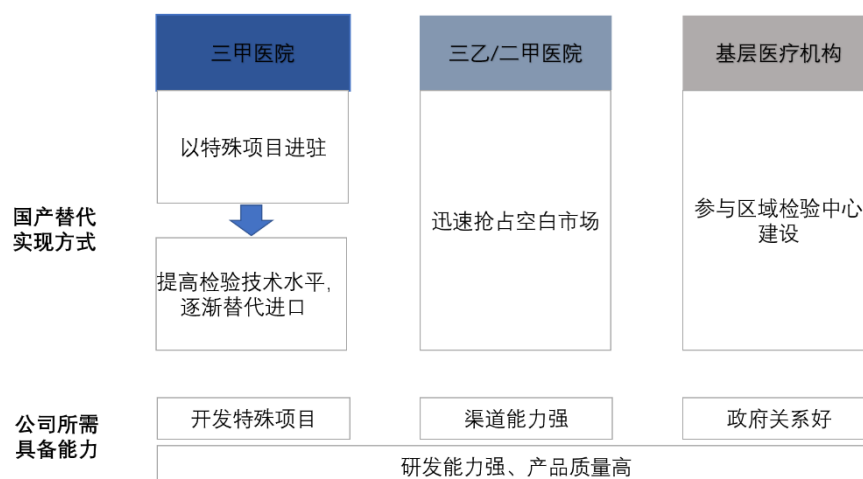 三甲医院
三乙/二甲医院
基层医疗机构
国产替代
实现方式
以特殊项目进驻
提高检验技术水平，
逐渐替代进口
迅速抢占空白市场
参与区域检验中心
建设
公司所需
具备能力
开发特殊项目
渠道能力强
政府关系好
研发能力强、产品质量高